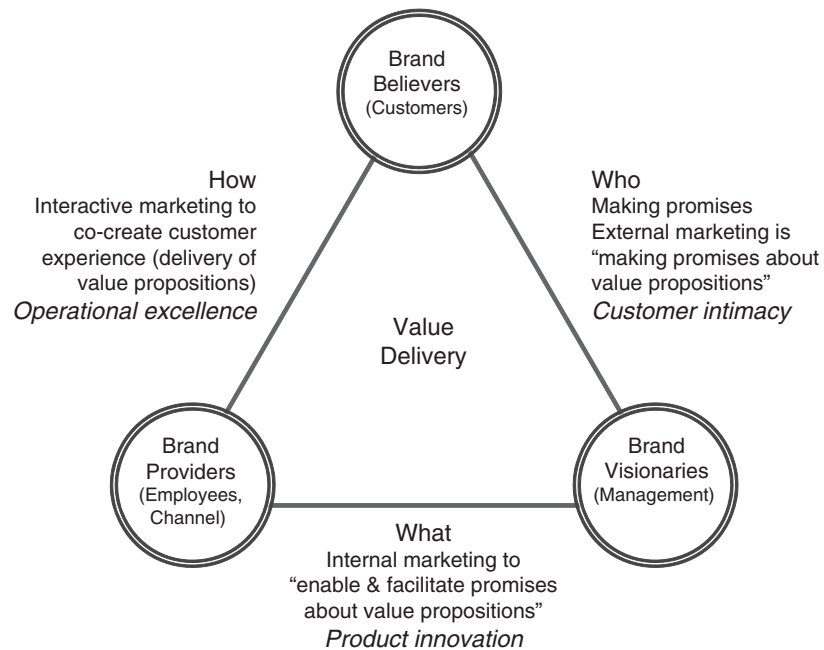 Brand
Believers
(Customers)
How
Interactive marketing to
co-create customer
experience (delivery of
value propositions)
Operational excellence
Who
Making promises
External marketing is
“making promises about
value propositions”
Customer intimacy
Value
Delivery
Brand
Providers
(Employees,
Channel)
Brand
Visionaries
(Management)
What
Internal marketing to
“enable & facilitate promises
about value propositions”
Product innovation